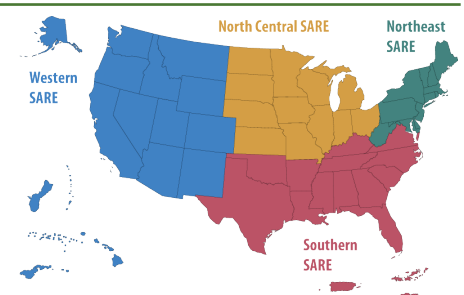 North Central SARE
Northeast
SARE
Western
SARE
Southern
SARE